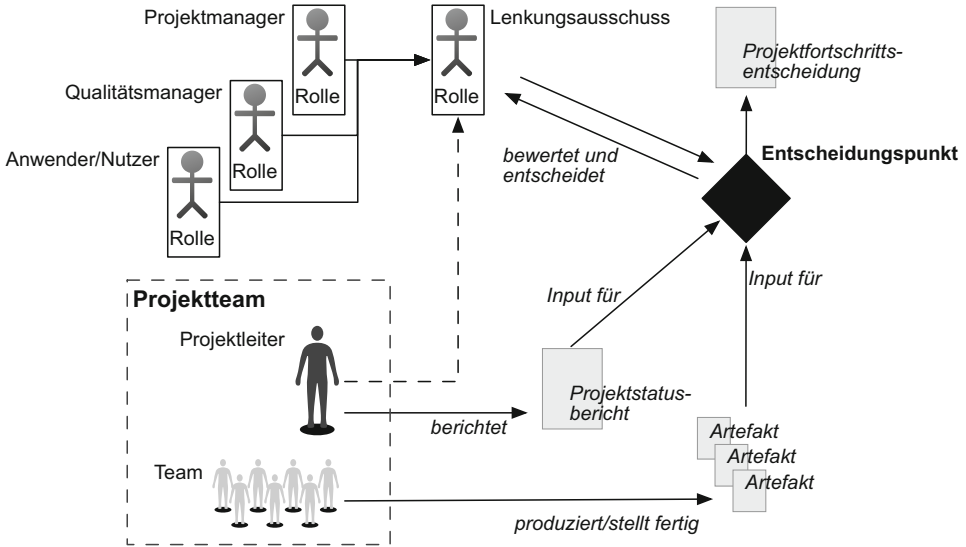 Projektmanager
Rolle
Lenkungsausschuss
Rolle
Projektfortschritts-
entscheidung
Qualitätsmanager
Rolle
Anwender/Nutzer
Rolle
bewertet und
entscheidet
Entscheidungspunkt
Projektteam
Projektleiter
Input für
Input für
Projektstatus-
bericht
berichtet
Artefakt
Artefakt
Artefakt
Team
produziert/stellt fertig